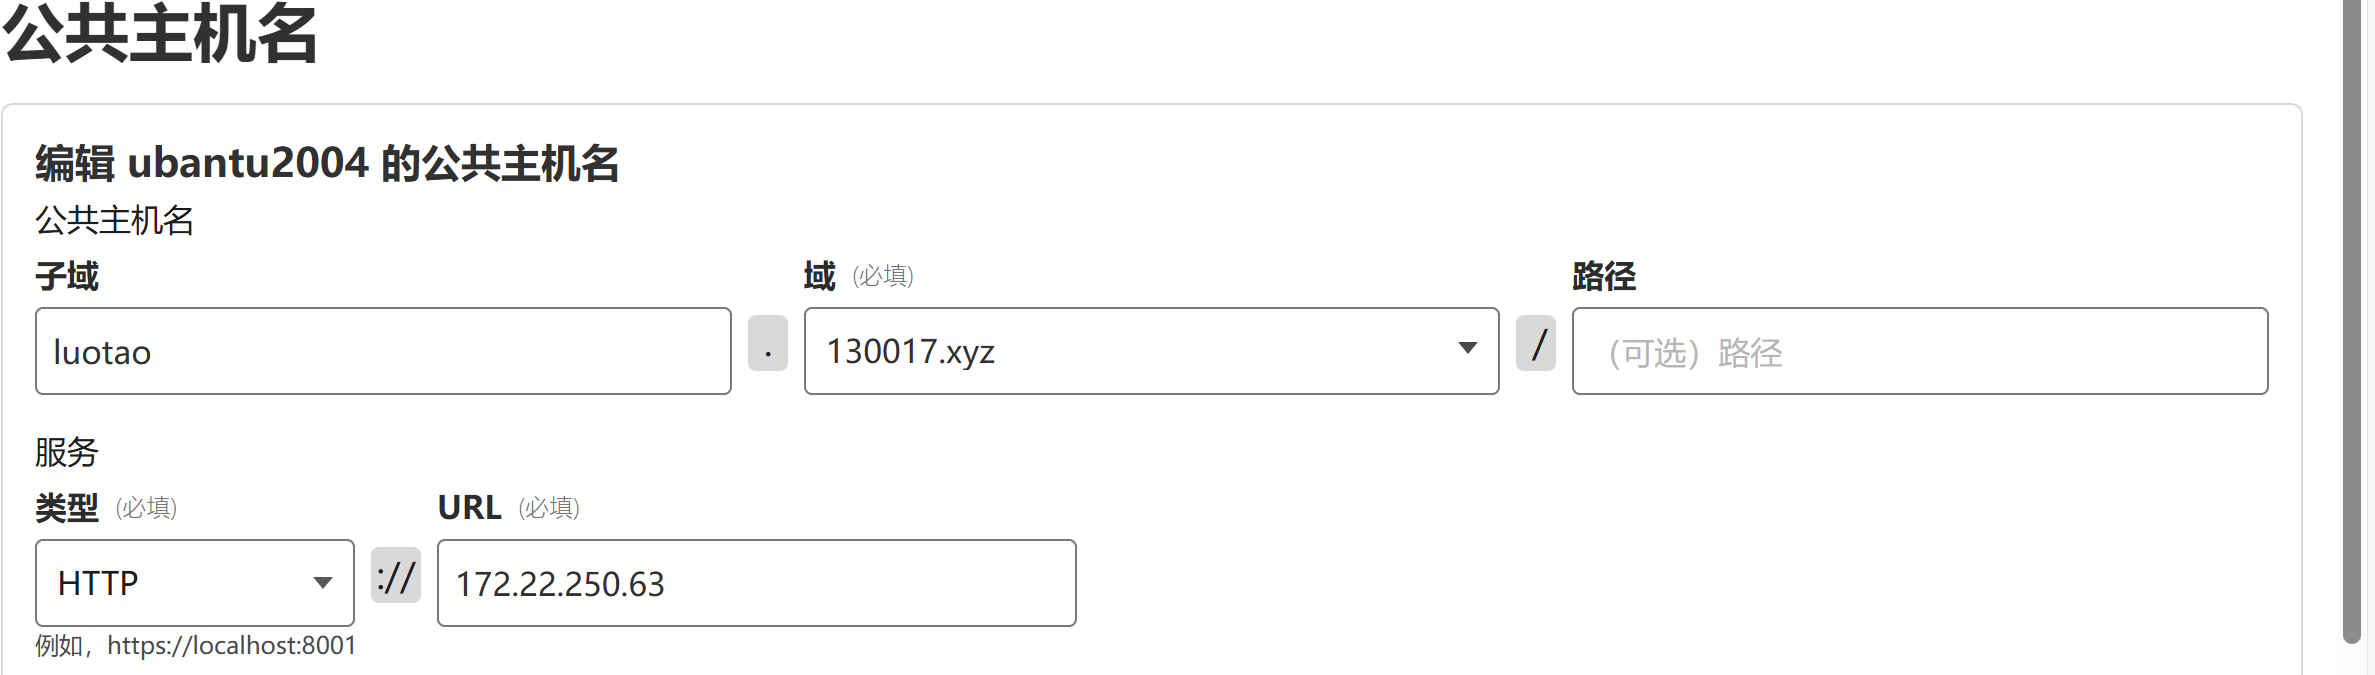 公共主机名
编辑 ubantu2004 的公共主机名
公共主机名
子域 域 (必填) 路径
luotao . 130017.xyz / （可选）路径
服务
类型 (必填) URL (必填)
HTTP :// 172.22.250.63
例如，https://localhost:8001